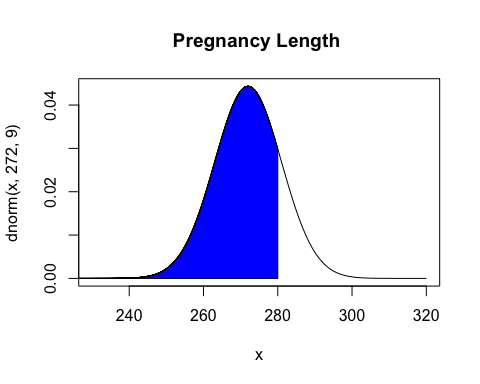 Pregnancy Length
dnorm(x, 272, 9)
0.04
0.02
0.00
240 260 280 300 320
x